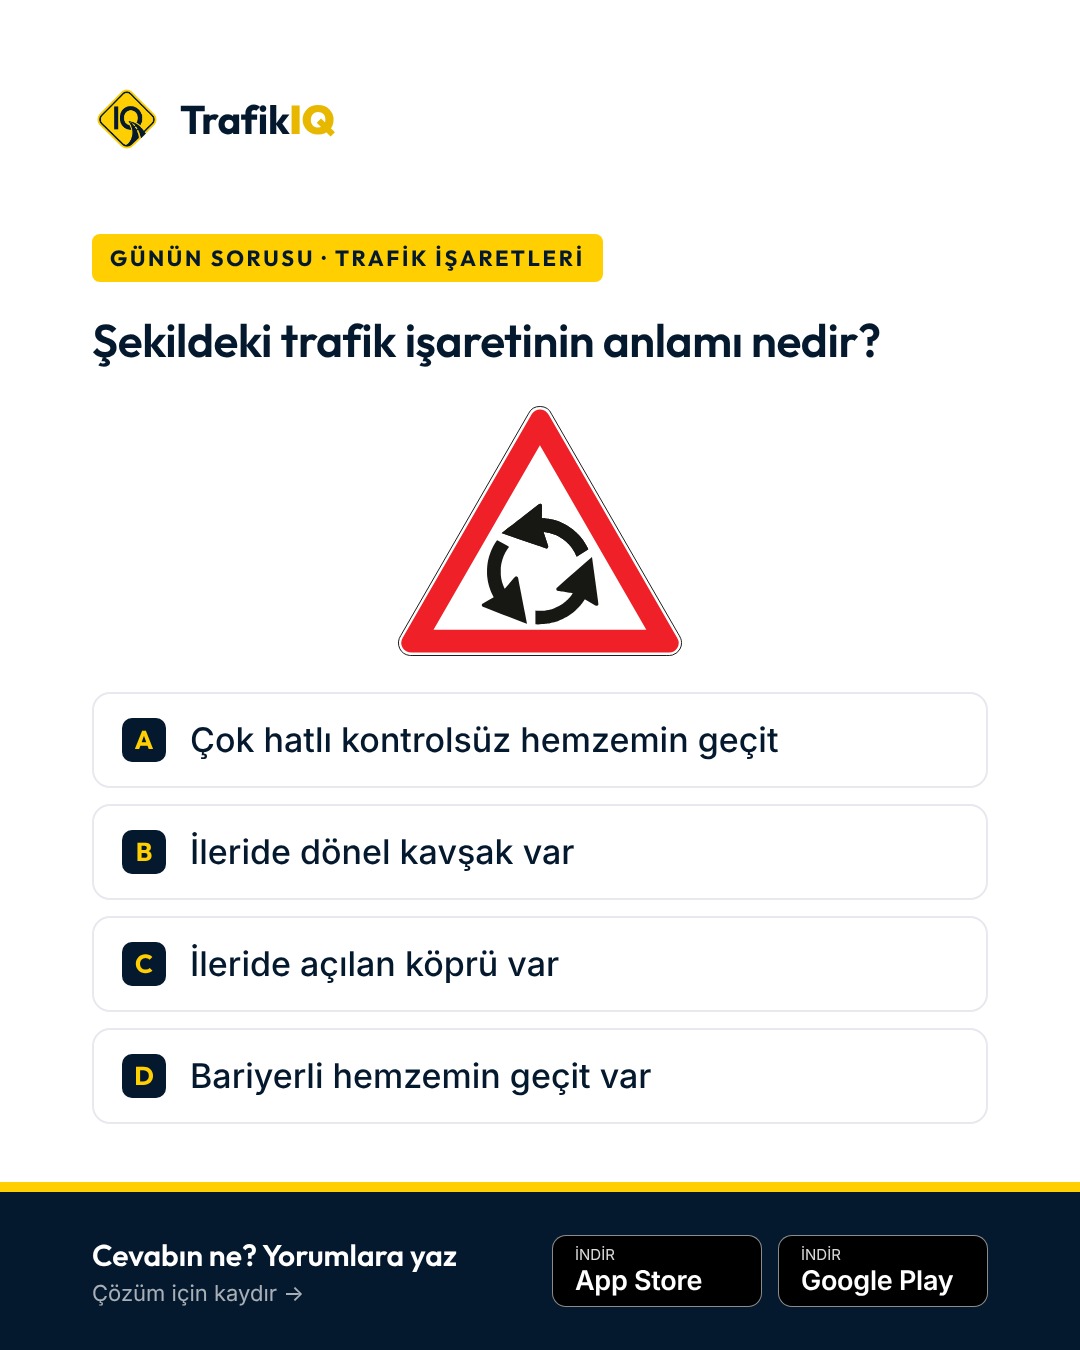 IQ
TrafikIQ
GÜNÜN SORUSU · TRAFİK İŞARETLERİ
Şekildeki trafik işaretinin anlamı nedir?
A Çok hatlı kontrolsüz hemzemin geçit
B İleride dönel kavşak var
C İleride açılan köprü var
D Bariyerli hemzemin geçit var
Cevabın ne? Yorumlara yaz
Çözüm için kaydır →
İNDİR
App Store
İNDİR
Google Play